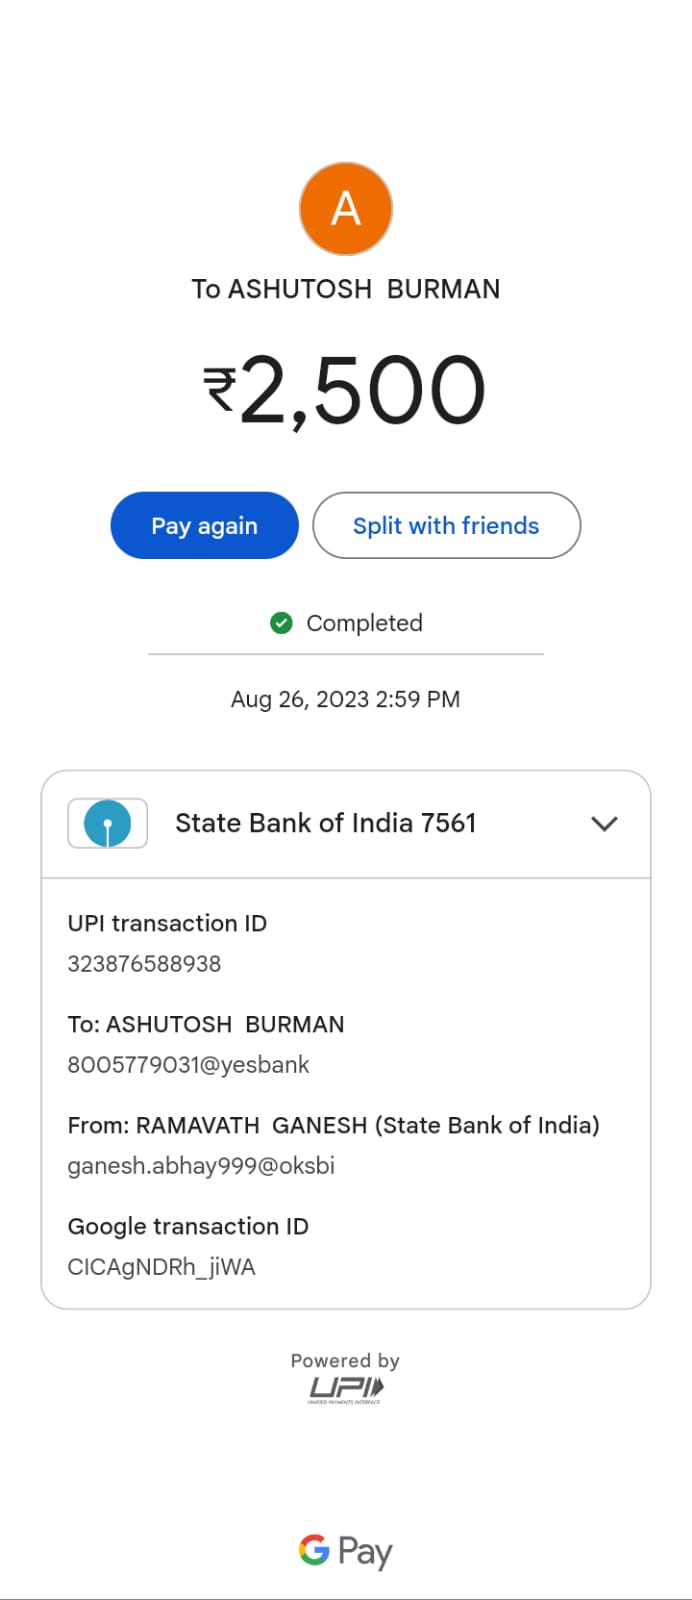 A
To ASHUTOSH  BURMAN
₹2,500
Pay again
Split with friends
Completed
Aug 26, 2023 2:59 PM
State Bank of India 7561
UPI transaction ID
323876588938
To: ASHUTOSH  BURMAN
8005779031@yesbank
From: RAMAVATH  GANESH (State Bank of India)
ganesh.abhay999@oksbi
Google transaction ID
CICAgNDRh_jiWA
Powered by
UPI
UNIFIED PAYMENTS INTERFACE
G Pay